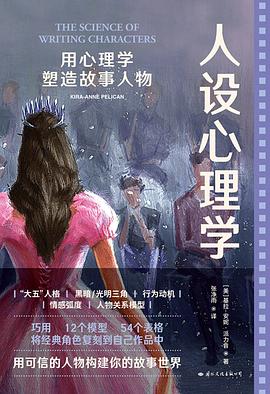 THE SCIENCE OF
WRITING CHARACTERS
用心理学
塑造故事人物
KIRA-ANNE PELICAN
人设心理学
[英] 基拉-安妮·派力肯 著
张净雨 译
|“大五”人格|黑暗/光明三角|行为动机|
|情感弧度|人物关系模型|
巧用 12个模型 54个表格
将经典角色复刻到自己作品中
用可信的人物构建你的故事世界